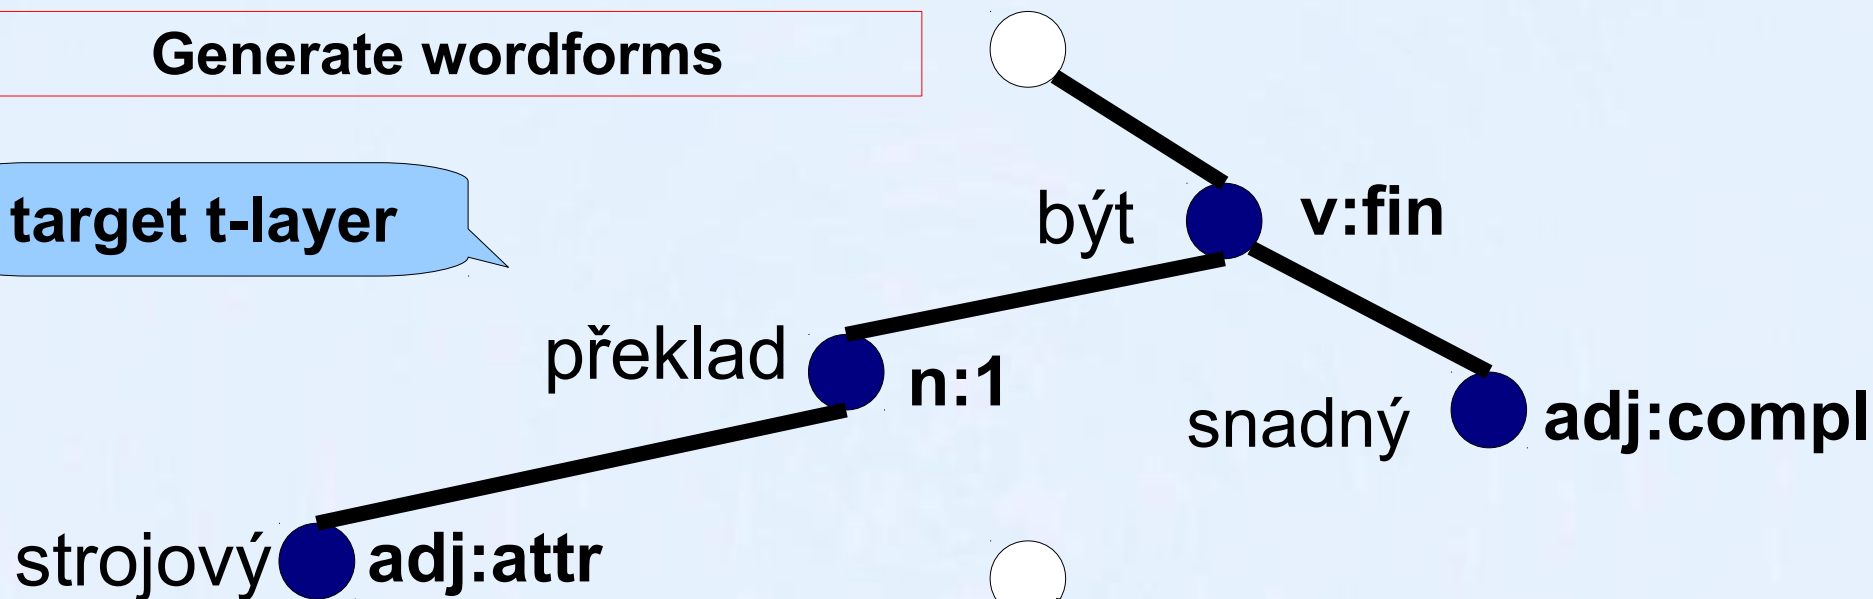 Generate wordforms
target t-layer
být v:fin
překlad n:1
snadný adj:compl
strojový adj:attr